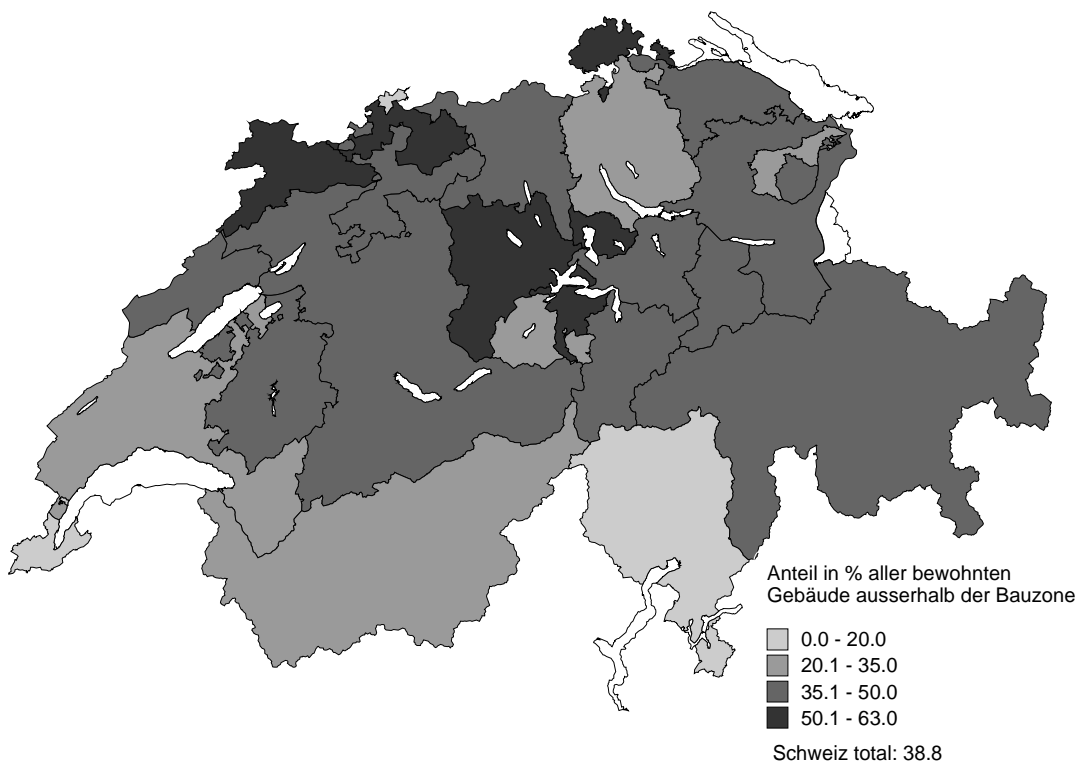 Anteil in % aller bewohnten
Gebäude ausserhalb der Bauzone
0.0 - 20.0
20.1 - 35.0
35.1 - 50.0
50.1 - 63.0
Schweiz total: 38.8